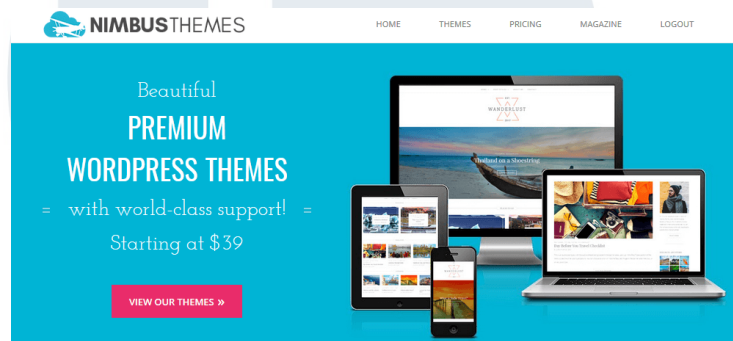 NIMBUSTHEMES
HOME
THEMES
PRICING
MAGAZINE
LOGOUT
Beautiful
PREMIUM
WORDPRESS THEMES
= with world-class support! =
Starting at $39
VIEW OUR THEMES »
WANDERLUST
Thailand on a Shoestring